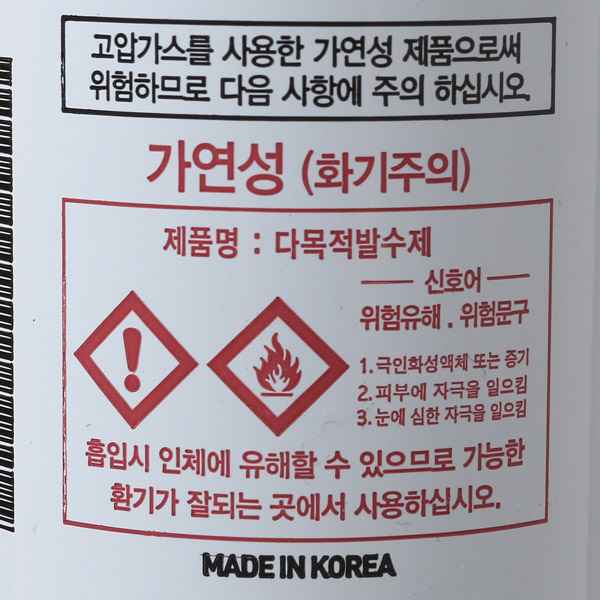 고압가스를 사용한 가연성 제품으로써
위험하므로 다음 사항에 주의 하십시오.
가연성 (화기주의)
제품명 : 다목적발수제
신호어
위험유해 . 위험문구
1. 극인화성액체 또는 증기
2. 피부에 자극을 일으킴
3. 눈에 심한 자극을 일으킴
흡입시 인체에 유해할 수 있으므로 가능한
환기가 잘되는 곳에서 사용하십시오.
MADE IN KOREA